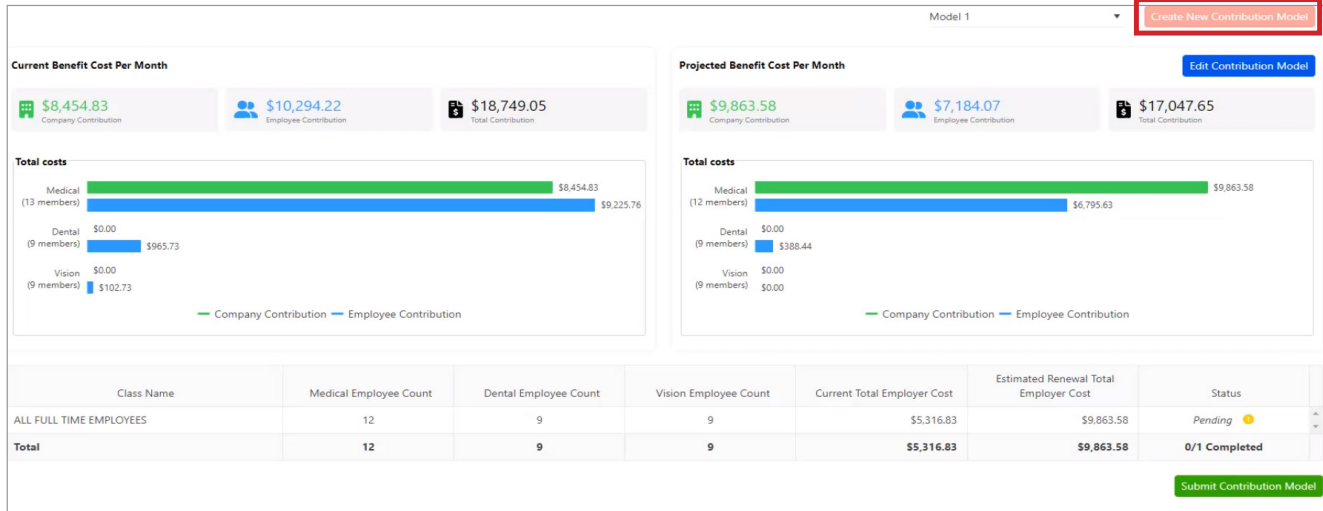 Model 1
Create New Contribution Model
Current Benefit Cost Per Month
$8,454.83
Company Contribution
$10,294.22
Employee Contribution
$18,749.05
Total Contribution
Total costs
Medical
(13 members)
$8,454.83
$9,225.76
Dental
(9 members)
$0.00
$965.73
Vision
(9 members)
$0.00
$102.73
Company Contribution Employee Contribution
Projected Benefit Cost Per Month
Edit Contribution Model
$9,863.58
Company Contribution
$7,184.07
Employee Contribution
$17,047.65
Total Contribution
Total costs
Medical
(12 members)
$9,863.58
$6,795.63
Dental
(9 members)
$0.00
$388.44
Vision
(9 members)
$0.00
$0.00
Company Contribution Employee Contribution
Class Name Medical Employee Count Dental Employee Count Vision Employee Count Current Total Employer Cost Estimated Renewal Total Employer Cost Status
ALL FULL TIME EMPLOYEES 12 9 9 $5,316.83 $9,863.58 Pending
Total 12 9 9 $5,316.83 $9,863.58 0/1 Completed
Submit Contribution Model